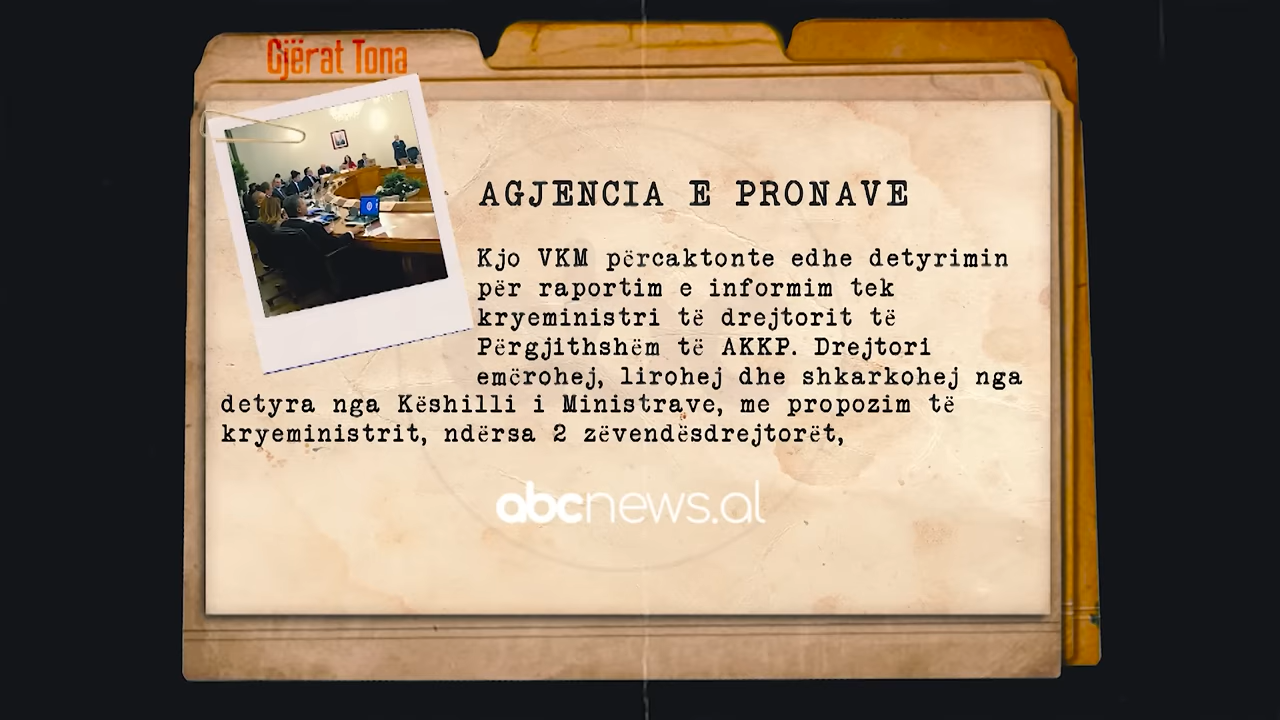 Gjërat Tona
AGJENCIA E PRONAVE
Kjo VKM përcaktonte edhe detyrimin
për raportim e informim tek
kryeministri të drejtorit të
Përgjithshëm të AKKP. Drejtori
emërohej, lirohej dhe shkarkohej nga
detyra nga Këshilli i Ministrave, me propozim të
kryeministrit, ndërsa 2 zëvendësdrejtorët,
abcnews.al